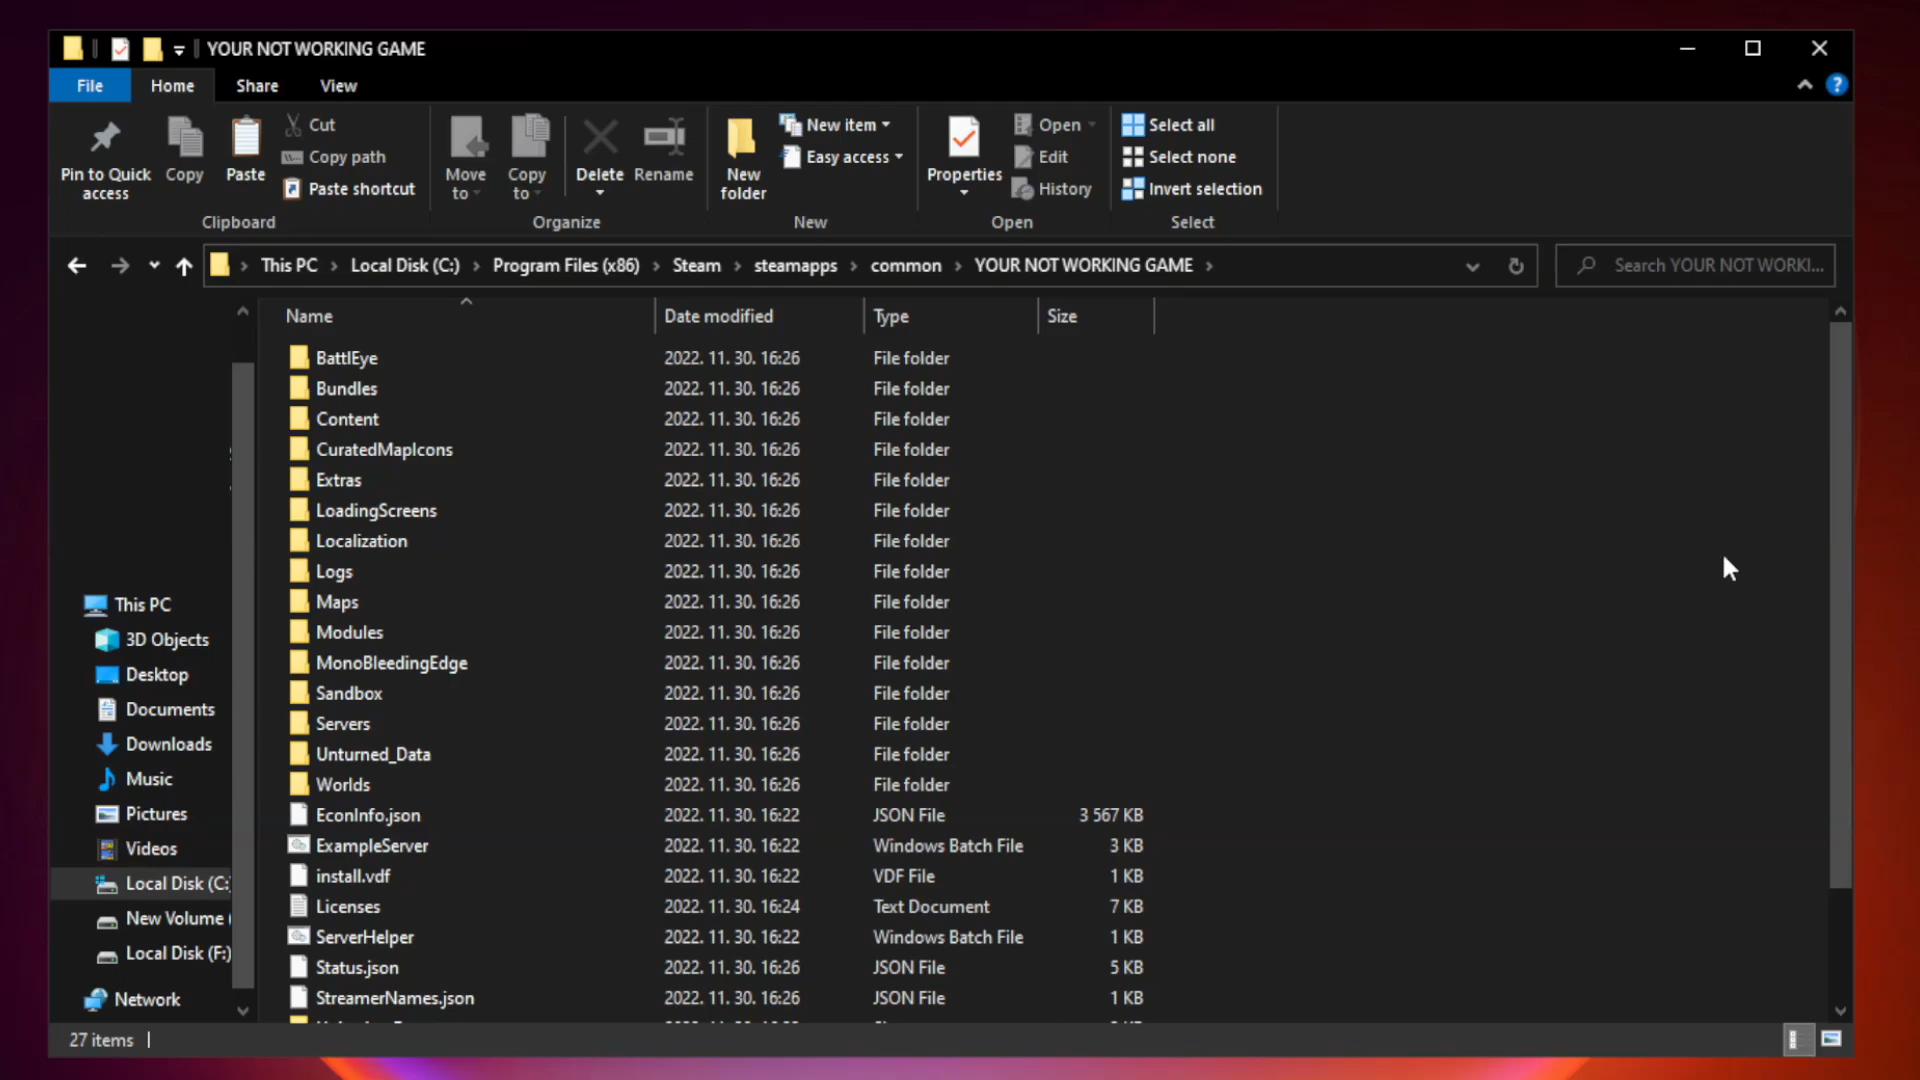 YOUR NOT WORKING GAME
File Home Share View
Pin to Quick access
Copy
Paste
Cut
Copy path
Paste shortcut
Clipboard
Move to
Copy to
Delete
Rename
Organize
New folder
New item
Easy access
New
Properties
Open
Edit
History
Open
Select all
Select none
Invert selection
Select
This PC Local Disk (C:) Program Files (x86) Steam steamapps common YOUR NOT WORKING GAME
Search YOUR NOT WORKI...
Name Date modified Type Size
BattlEye 2022. 11. 30. 16:26 File folder
Bundles 2022. 11. 30. 16:26 File folder
Content 2022. 11. 30. 16:26 File folder
CuratedMapIcons 2022. 11. 30. 16:26 File folder
Extras 2022. 11. 30. 16:26 File folder
LoadingScreens 2022. 11. 30. 16:26 File folder
Localization 2022. 11. 30. 16:26 File folder
Logs 2022. 11. 30. 16:26 File folder
Maps 2022. 11. 30. 16:26 File folder
Modules 2022. 11. 30. 16:26 File folder
MonoBleedingEdge 2022. 11. 30. 16:26 File folder
Sandbox 2022. 11. 30. 16:26 File folder
Servers 2022. 11. 30. 16:26 File folder
Unturned_Data 2022. 11. 30. 16:26 File folder
Worlds 2022. 11. 30. 16:26 File folder
EconInfo.json 2022. 11. 30. 16:22 JSON File 3 567 KB
ExampleServer 2022. 11. 30. 16:22 Windows Batch File 3 KB
install.vdf 2022. 11. 30. 16:22 VDF File 1 KB
Licenses 2022. 11. 30. 16:24 Text Document 7 KB
ServerHelper 2022. 11. 30. 16:22 Windows Batch File 1 KB
Status.json 2022. 11. 30. 16:26 JSON File 5 KB
StreamerNames.json 2022. 11. 30. 16:26 JSON File 1 KB
This PC
3D Objects
Desktop
Documents
Downloads
Music
Pictures
Videos
Local Disk (C:
New Volume (
Local Disk (F:)
Network
27 items